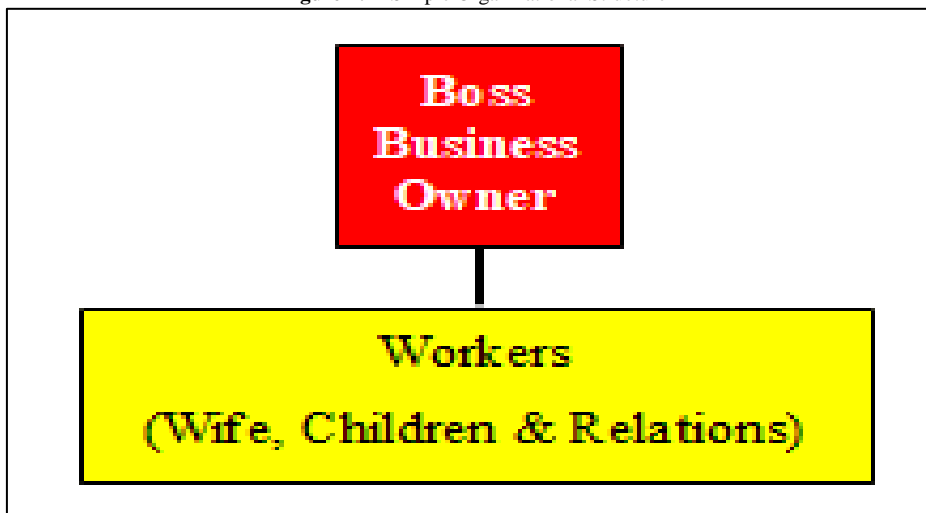 Boss
Business
Owner
Workers
(Wife, Children & Relations)